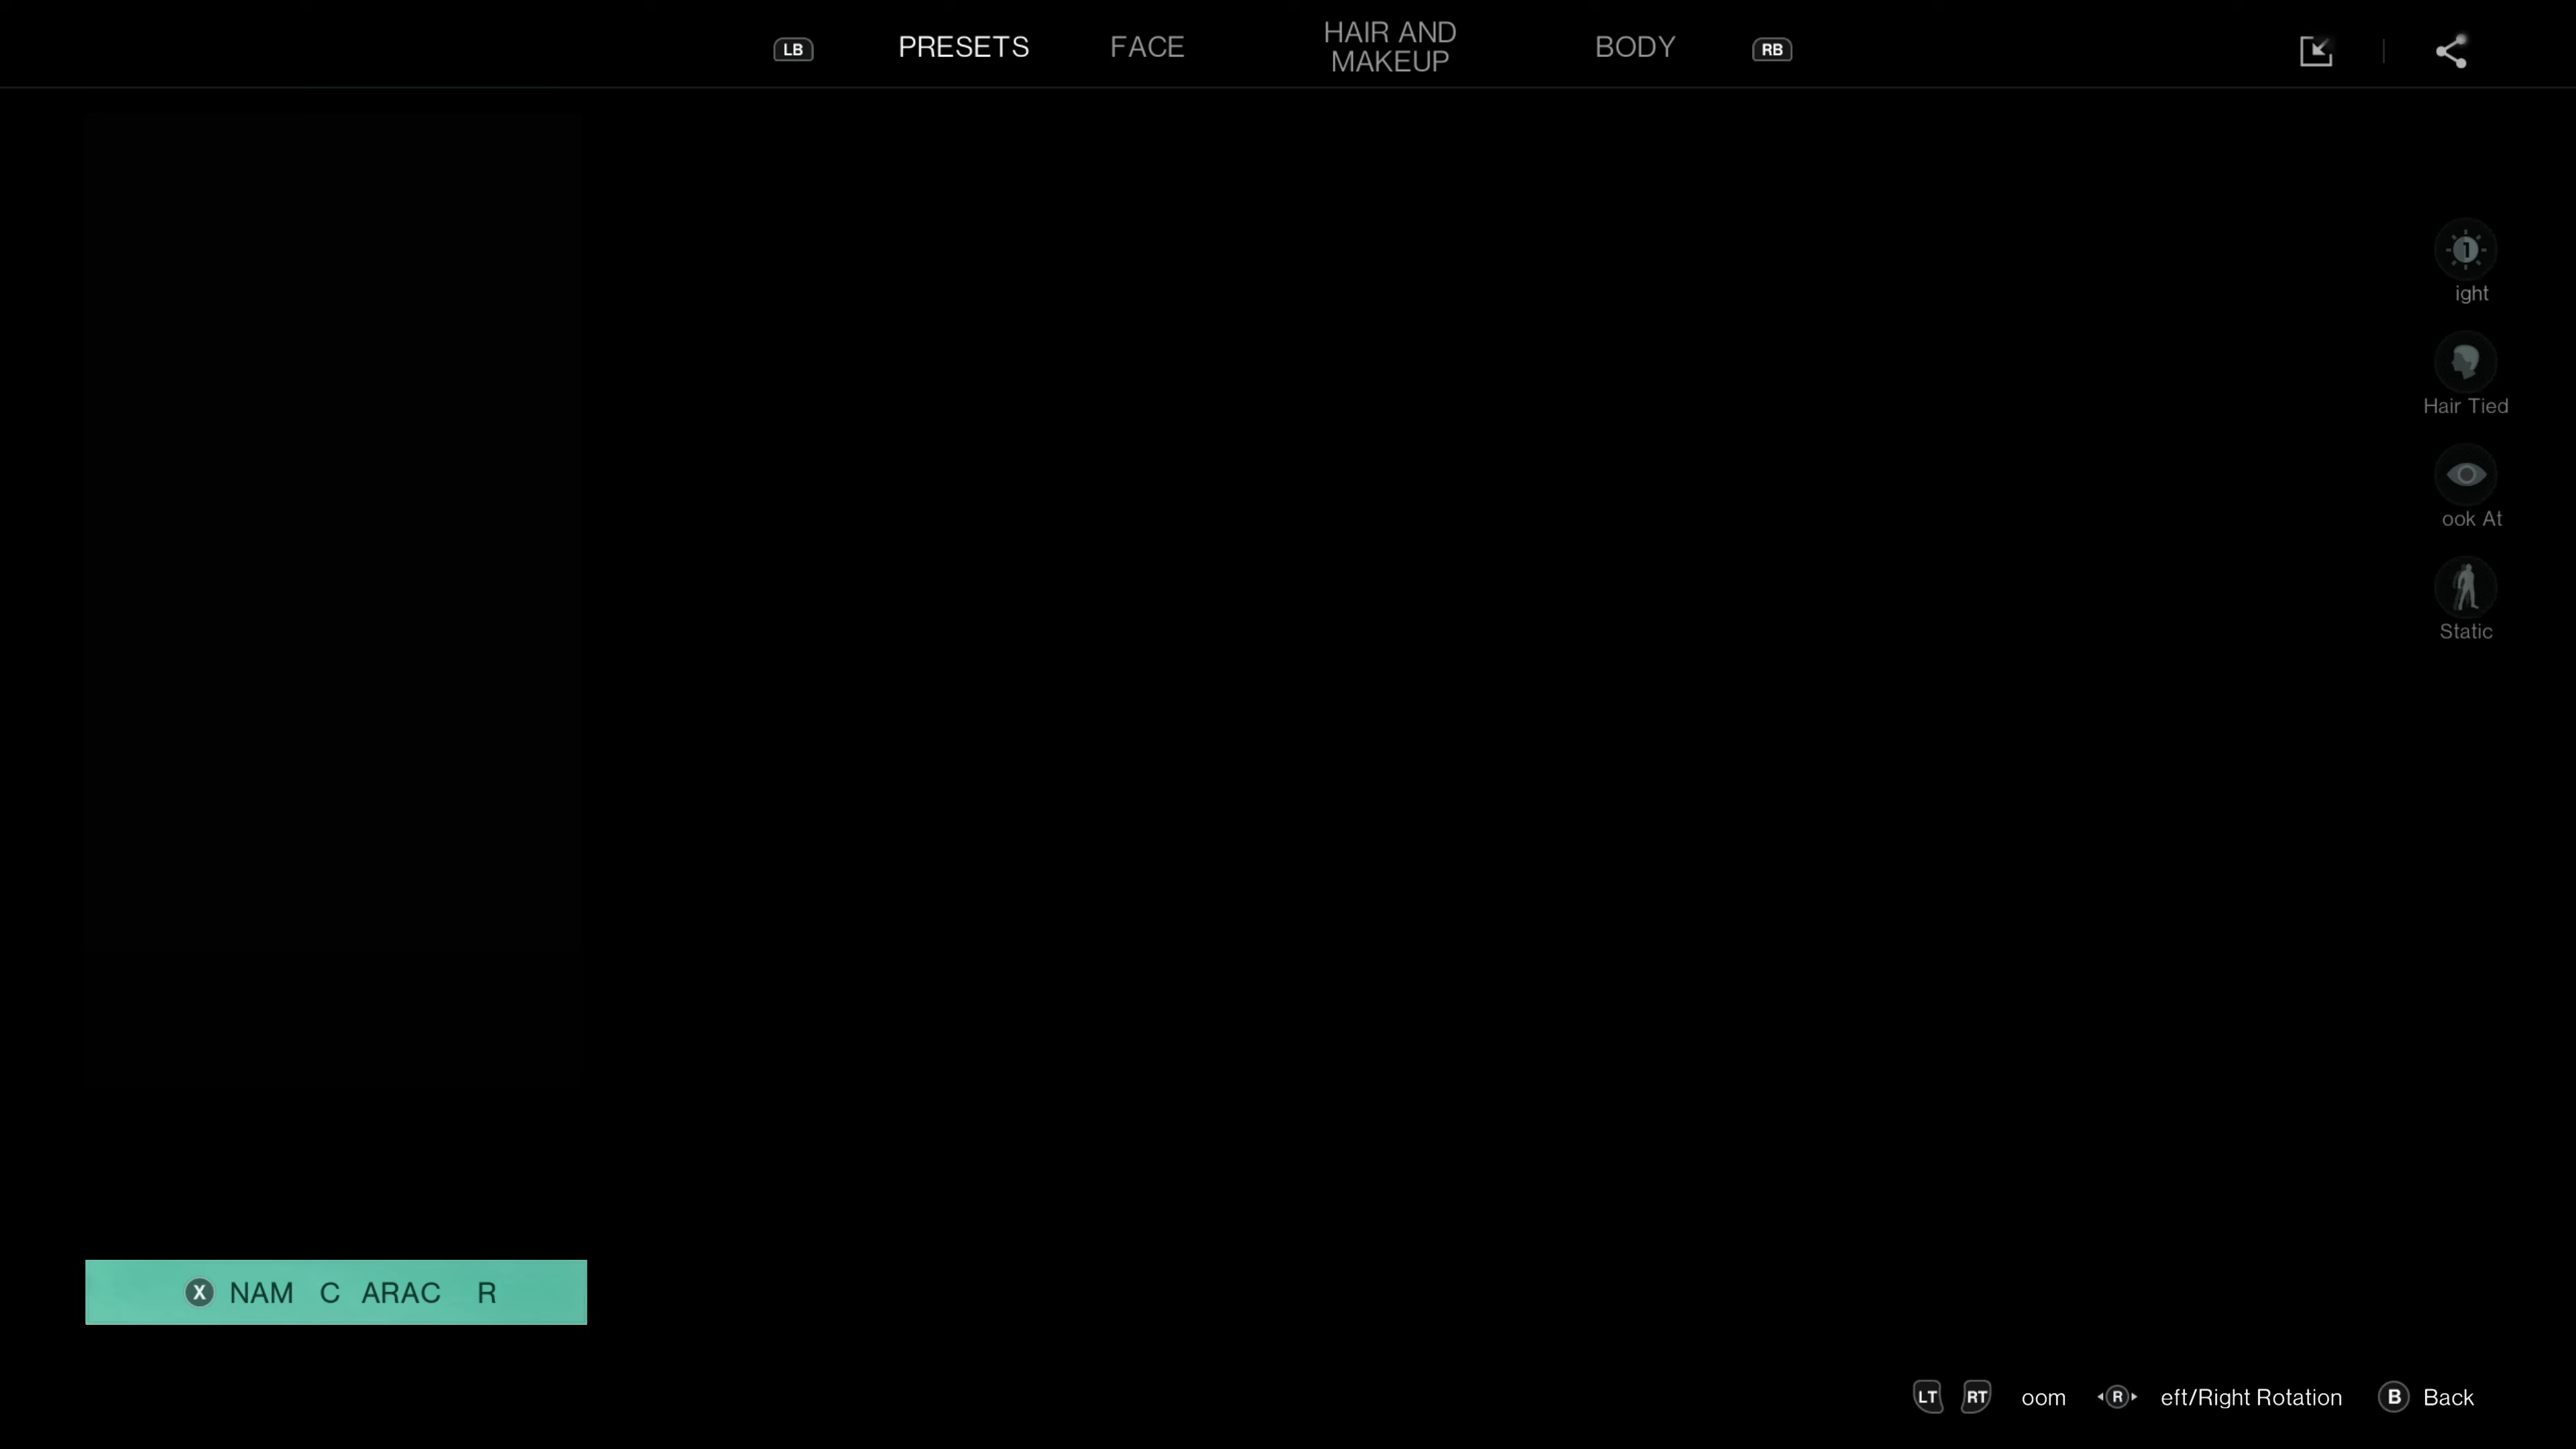 LB PRESETS FACE HAIR AND MAKEUP BODY RB
1
ight
Hair Tied
ook At
Static
X NAM C ARAC R
LT RT oom R eft/Right Rotation B Back